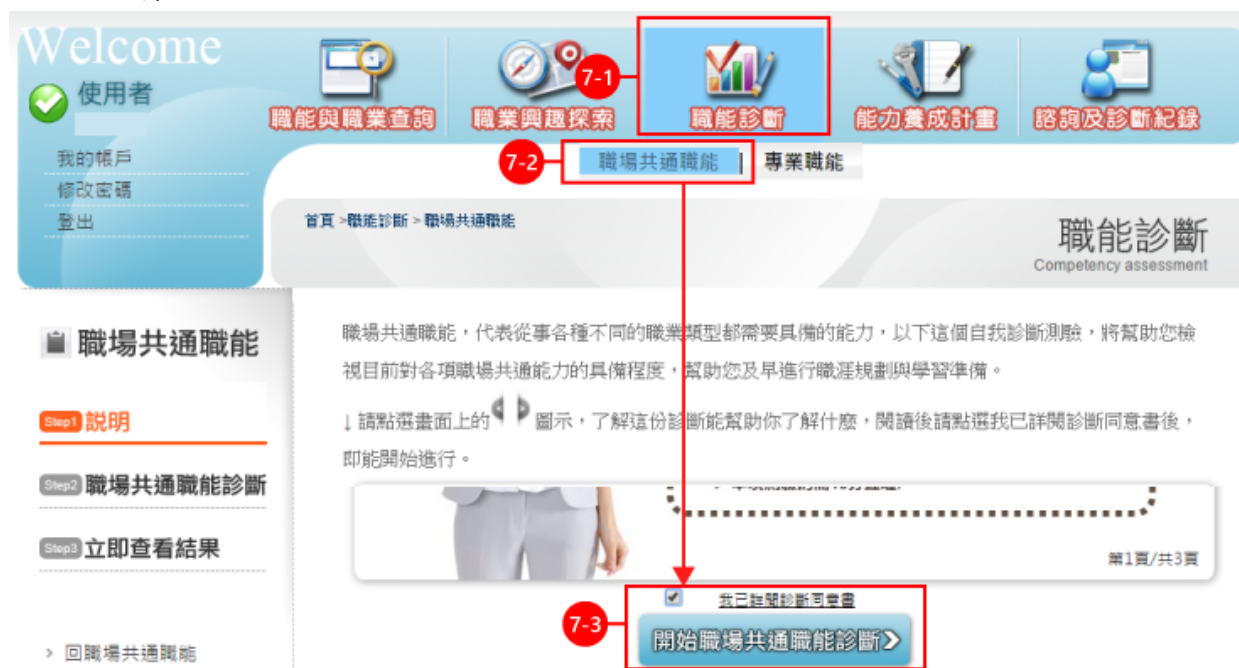 Welcome
使用者
我的帳戶
修改密碼
登出
職能與職業查詢
職業興趣探索
7-1
職能診斷
能力養成計畫
諮詢及診斷紀錄
7-2
職場共通職能 | 專業職能
首頁 >職能診斷 > 職場共通職能
職能診斷
Competency assessment
職場共通職能
Step1 説明
Step2 職場共通職能診斷
Step3 立即查看結果
> 回職場共通職能
職場共通職能,代表從事各種不同的職業類型都需要具備的能力,以下這個自我診斷測驗,將幫助您檢
視目前對各項職場共通能力的具備程度,幫助您及早進行職涯規劃與學習準備。
↓請點選畫面上的 圖示,了解這份診斷能幫助你了解什麼,閱讀後請點選我已詳閱診斷同意書後,
即能開始進行。
第1頁/共3頁
我已詳閱診斷同意書
7-3
開始職場共通職能診斷